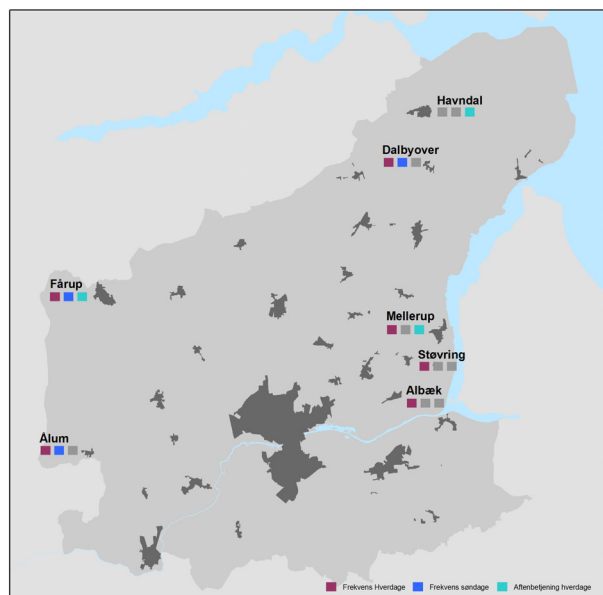 Havndal
Dalbyover
Fårup
Mellerup
Støvring
Albæk
Ålum
Frekvens Hverdage Frekvens søndage Aftenbetjening hverdage